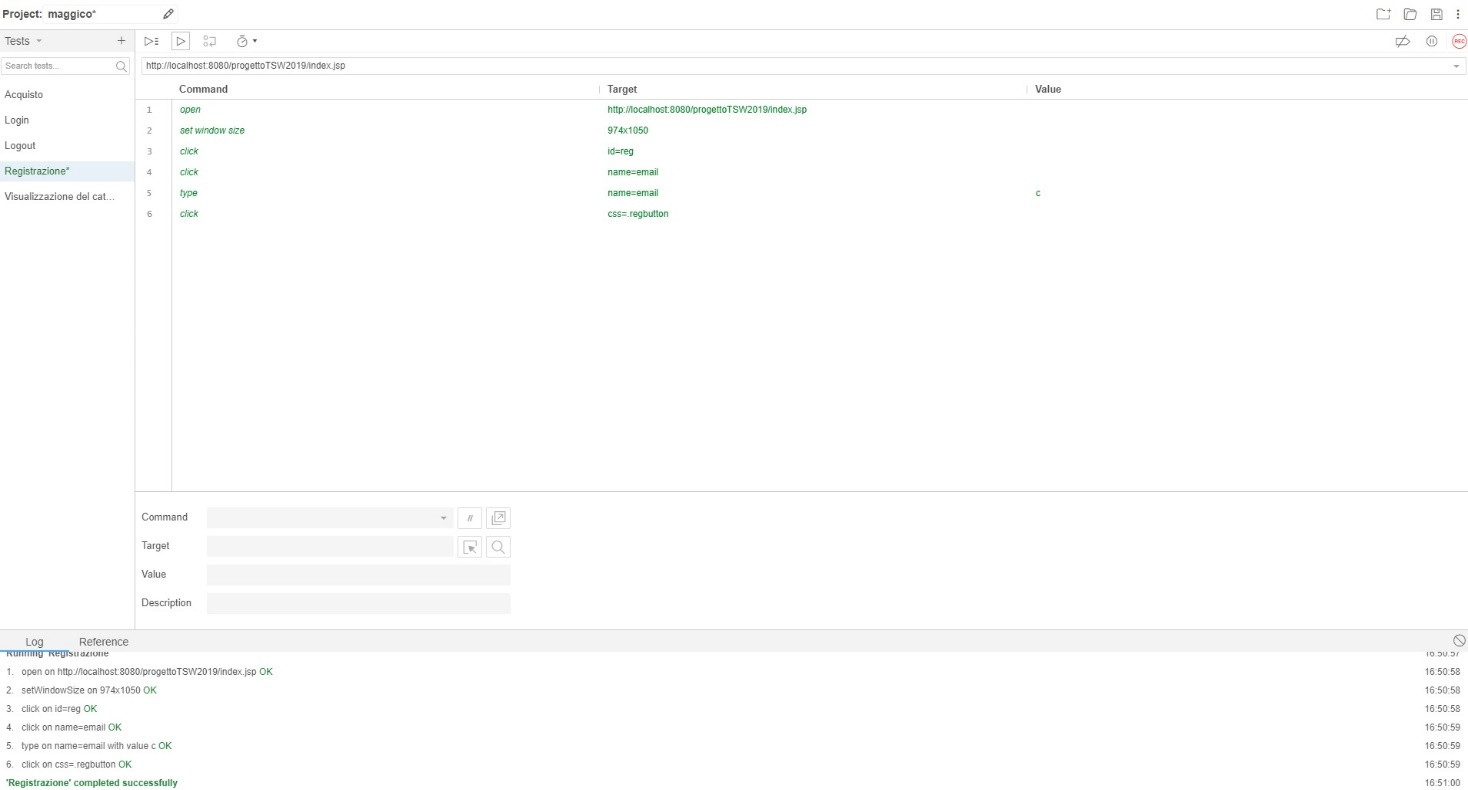 Project: maggico*
Tests
Search tests...
http://localhost:8080/progettoTSW2019/index.jsp
REC
Acquisto
Login
Logout
Registrazione*
Visualizzazione del cat...
Command Target Value
1 open http://localhost:8080/progettoTSW2019/index.jsp
2 set window size 974x1050
3 click id=reg
4 click name=email
5 type name=email c
6 click css=.regbutton
Command //
Target
Value
Description
Log Reference
Running 'Registrazione' 16:50:57
1. open on http://localhost:8080/progettoTSW2019/index.jsp OK 16:50:58
2. setWindowSize on 974x1050 OK 16:50:58
3. click on id=reg OK 16:50:58
4. click on name=email OK 16:50:59
5. type on name=email with value c OK 16:50:59
6. click on css=.regbutton OK 16:50:59
'Registrazione' completed successfully 16:51:00